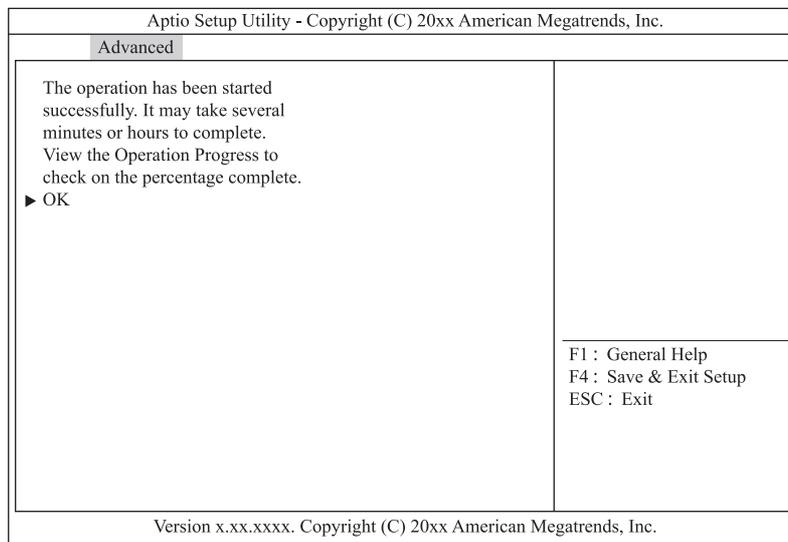 Aptio Setup Utility - Copyright (C) 20xx American Megatrends, Inc.
Advanced
The operation has been started
successfully. It may take several
minutes or hours to complete.
View the Operation Progress to
check on the percentage complete.
▶ OK
F1 : General Help
F4 : Save & Exit Setup
ESC : Exit
Version x.xx.xxxx. Copyright (C) 20xx American Megatrends, Inc.